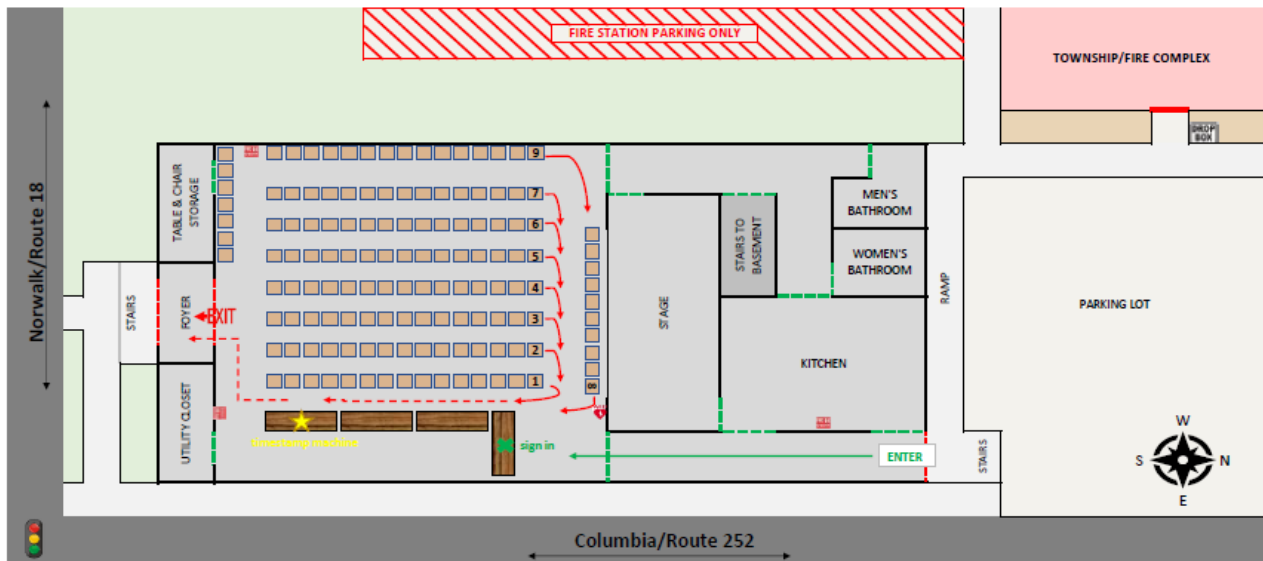 FIRE STATION PARKING ONLY
TOWNSHIP/FIRE COMPLEX
DROP
BOX
Norwalk/Route 18
TABLE & CHAIR
STORAGE
9
7
6
5
4
3
2
1
8
STAIRS
FOYER
EXIT
UTILITY CLOSET
timestamp machine
sign in
STAGE
STAIRS TO
BASEMENT
MEN'S
BATHROOM
WOMEN'S
BATHROOM
KITCHEN
RAMP
PARKING LOT
ENTER
STAIRS
W
S
N
E
Columbia/Route 252